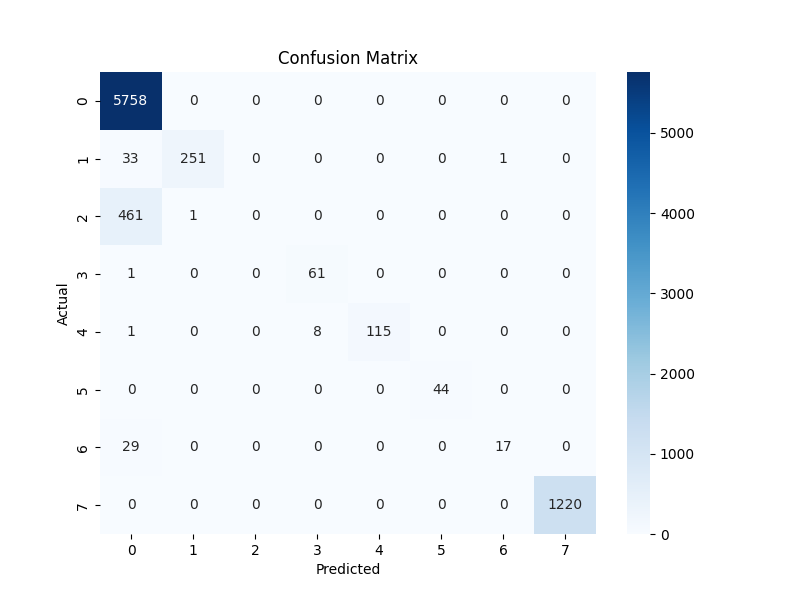 Confusion Matrix
0 5758 0 0 0 0 0 0 0
1 33 251 0 0 0 0 1 0
2 461 1 0 0 0 0 0 0
3 1 0 0 61 0 0 0 0
4 1 0 0 8 115 0 0 0
5 0 0 0 0 0 44 0 0
6 29 0 0 0 0 0 17 0
7 0 0 0 0 0 0 0 1220
0 1 2 3 4 5 6 7
Actual
Predicted
5000
4000
3000
2000
1000
0